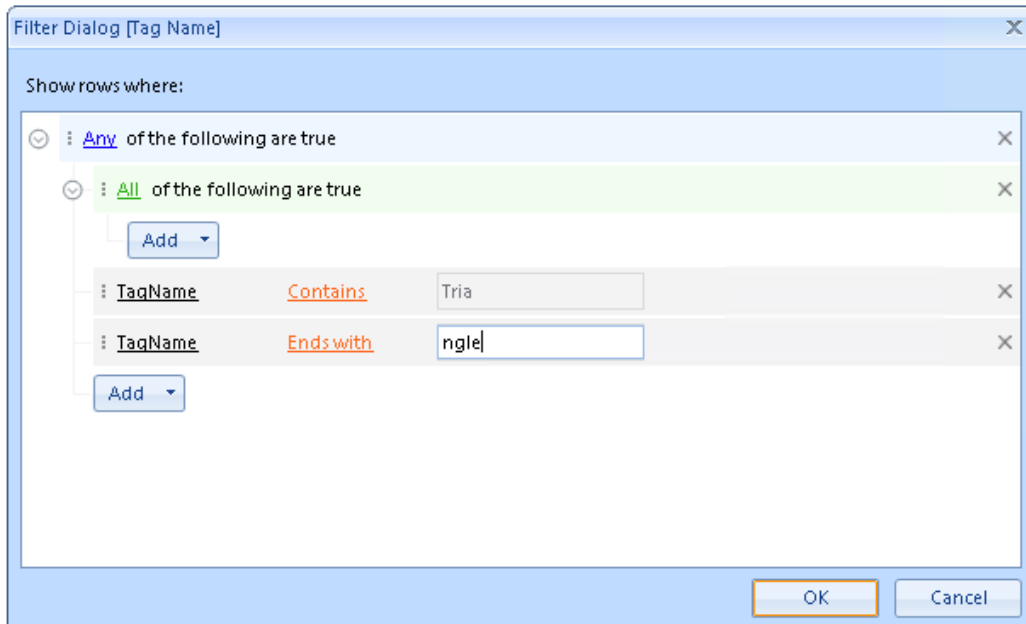 Filter Dialog [Tag Name]
Show rows where:
Any of the following are true
All of the following are true
Add
TagName Contains Tria
TagName Ends with ngle
Add
OK Cancel